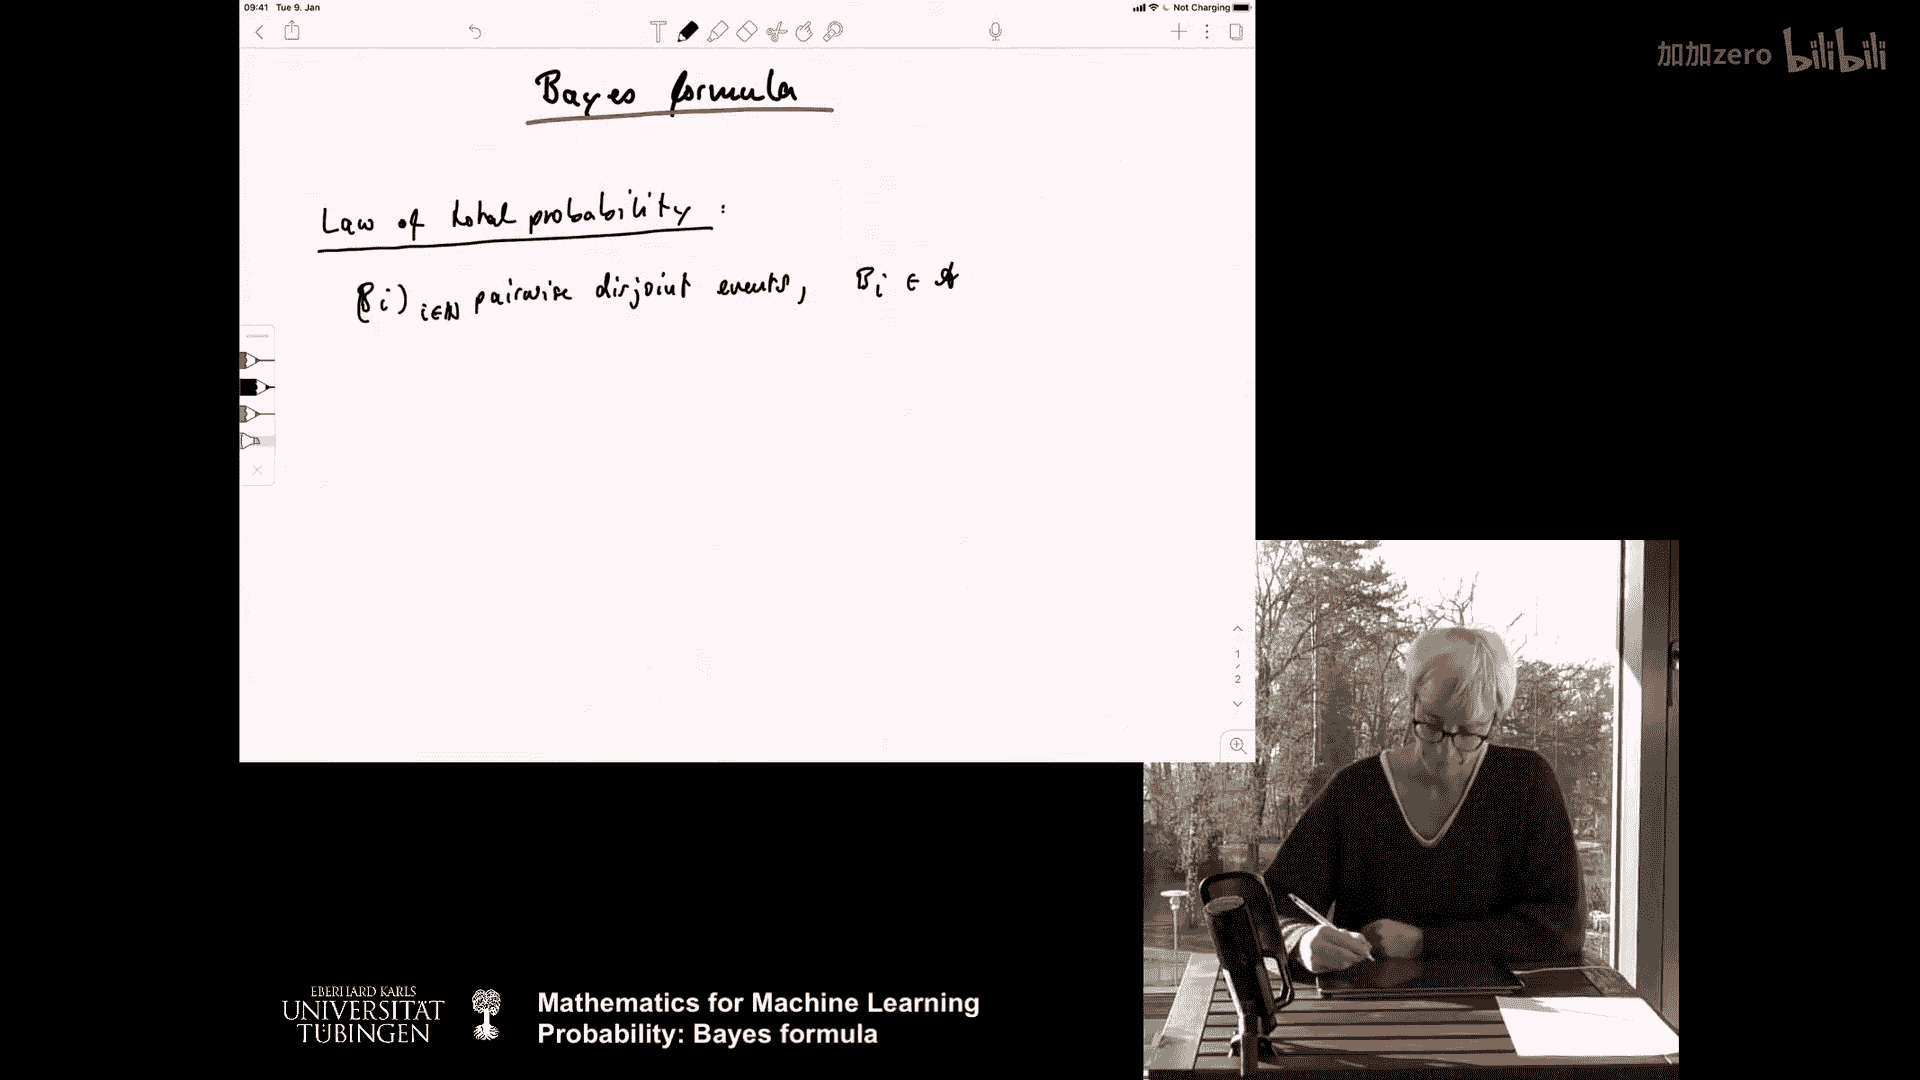 09:41 Tue 9. Jan
Not Charging
加加zero bilibili
Bayes formula
Law of total probability :
(Bi) i∈ℕ pairwise disjoint events, Bi ∈ 𝒜
1
2
EBERHARD KARLS
UNIVERSITÄT
TÜBINGEN
Mathematics for Machine Learning
Probability: Bayes formula